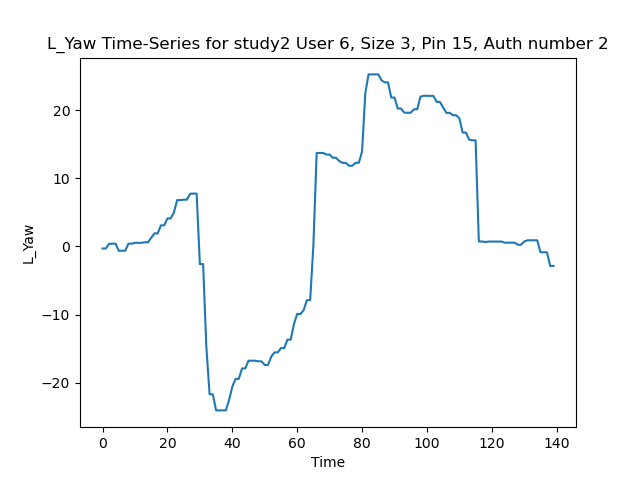 L_Yaw Time-Series for study2 User 6, Size 3, Pin 15, Auth number 2
20
10
0
−10
−20
L_Yaw
0 20 40 60 80 100 120 140
Time